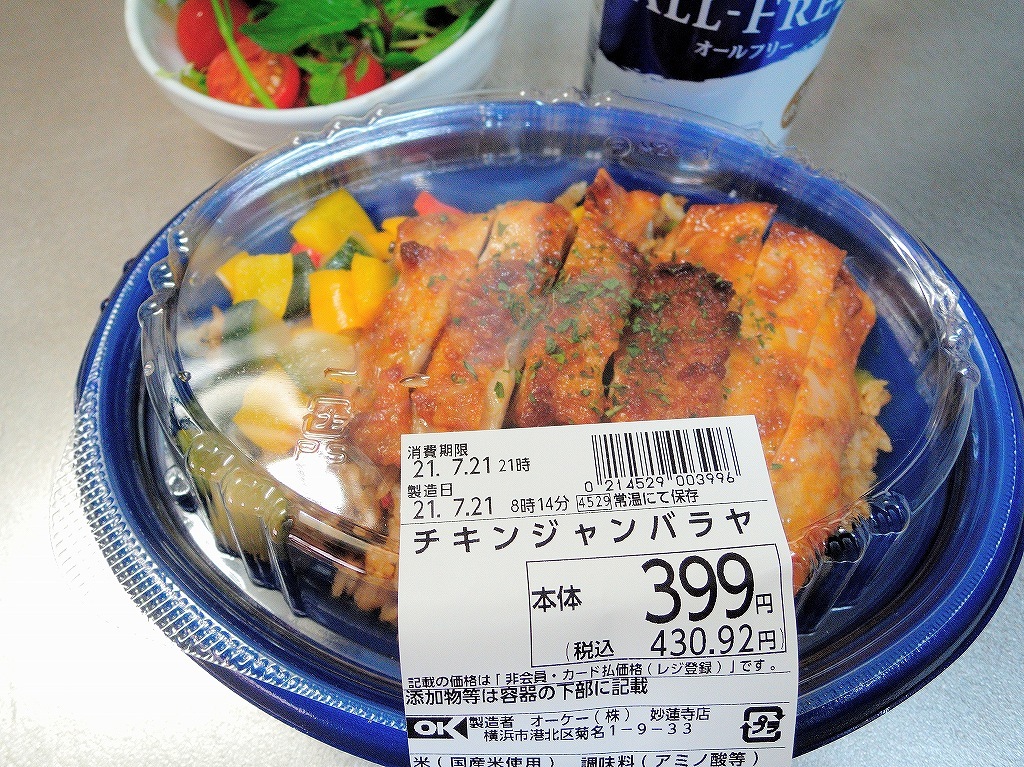 ALL-FREE
オールフリー
消費期限
21. 7.21 21時
製造日
21. 7.21 8時14分 4529 常温にて保存
0 214529 003996
チキンジャンバラヤ
本体 399円
(税込 430.92円)
記載の価格は「非会員・カード払価格(レジ登録)」です。
添加物等は容器の下部に記載
OK 製造者 オーケー(株) 妙蓮寺店
横浜市港北区菊名1-9-33
プラ
米(国産米使用) 調味料(アミノ酸等)